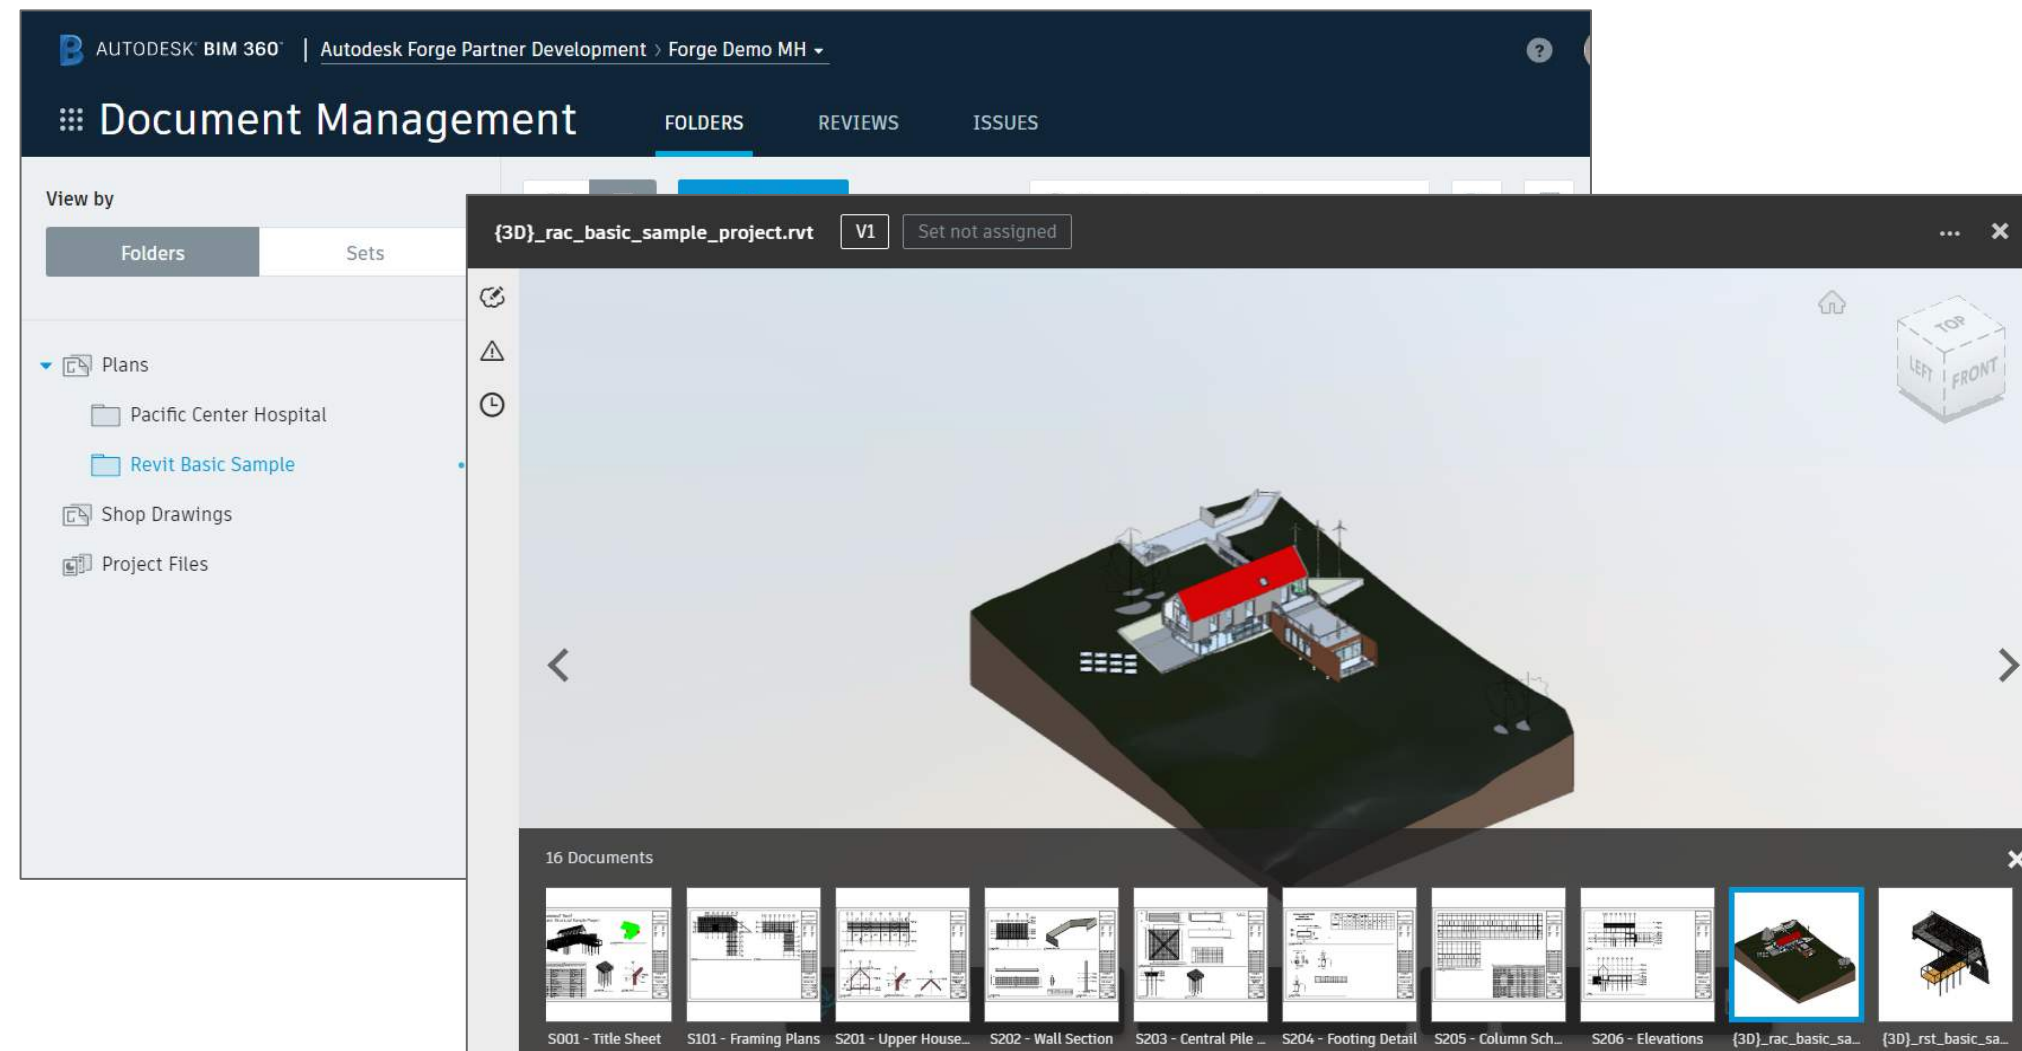 AUTODESK® BIM 360™ | Autodesk Forge Partner Development > Forge Demo MH
Document Management FOLDERS REVIEWS ISSUES
View by
Folders Sets
Plans
Pacific Center Hospital
Revit Basic Sample
Shop Drawings
Project Files
{3D}_rac_basic_sample_project.rvt V1 Set not assigned
TOP
LEFT FRONT
16 Documents
S001 - Title Sheet
S101 - Framing Plans
S201 - Upper House...
S202 - Wall Section
S203 - Central Pile ...
S204 - Footing Detail
S205 - Column Sch...
S206 - Elevations
{3D}_rac_basic_sa...
{3D}_rst_basic_sa...